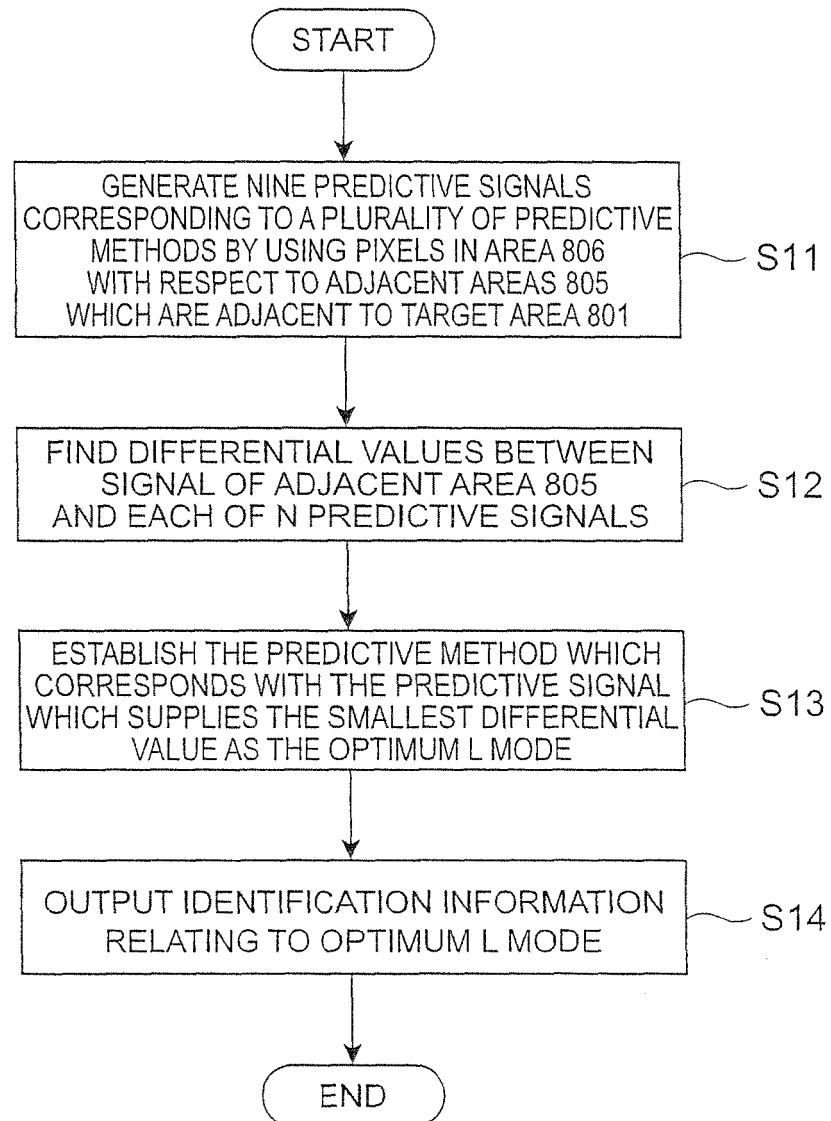 START
GENERATE NINE PREDICTIVE SIGNALS
CORRESPONDING TO A PLURALITY OF PREDICTIVE
METHODS BY USING PIXELS IN AREA 806
WITH RESPECT TO ADJACENT AREAS 805
WHICH ARE ADJACENT TO TARGET AREA 801
S11
FIND DIFFERENTIAL VALUES BETWEEN
SIGNAL OF ADJACENT AREA 805
AND EACH OF N PREDICTIVE SIGNALS
S12
ESTABLISH THE PREDICTIVE METHOD WHICH
CORRESPONDS WITH THE PREDICTIVE SIGNAL
WHICH SUPPLIES THE SMALLEST DIFFERENTIAL
VALUE AS THE OPTIMUM L MODE
S13
OUTPUT IDENTIFICATION INFORMATION
RELATING TO OPTIMUM L MODE
S14
END